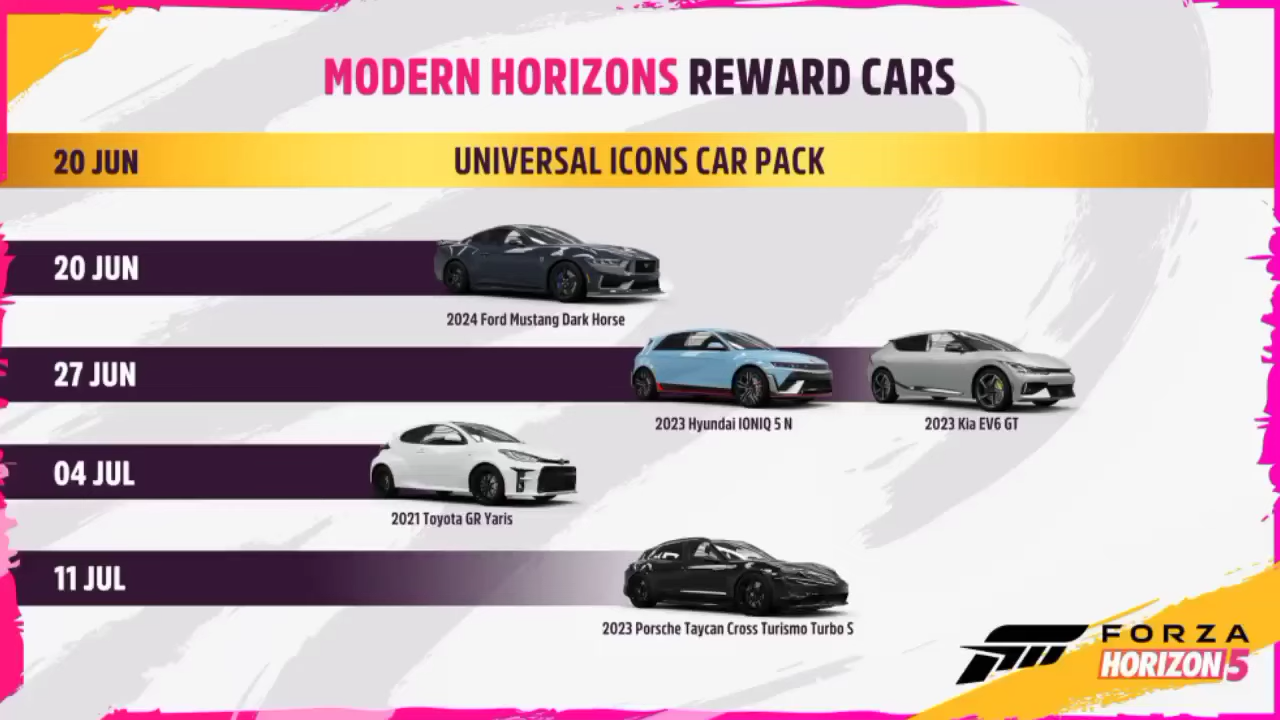 MODERN HORIZONS REWARD CARS
20 JUN UNIVERSAL ICONS CAR PACK
20 JUN
2024 Ford Mustang Dark Horse
27 JUN
2023 Hyundai IONIQ 5 N 2023 Kia EV6 GT
04 JUL
2021 Toyota GR Yaris
11 JUL
2023 Porsche Taycan Cross Turismo Turbo S
FORZA
HORIZON 5